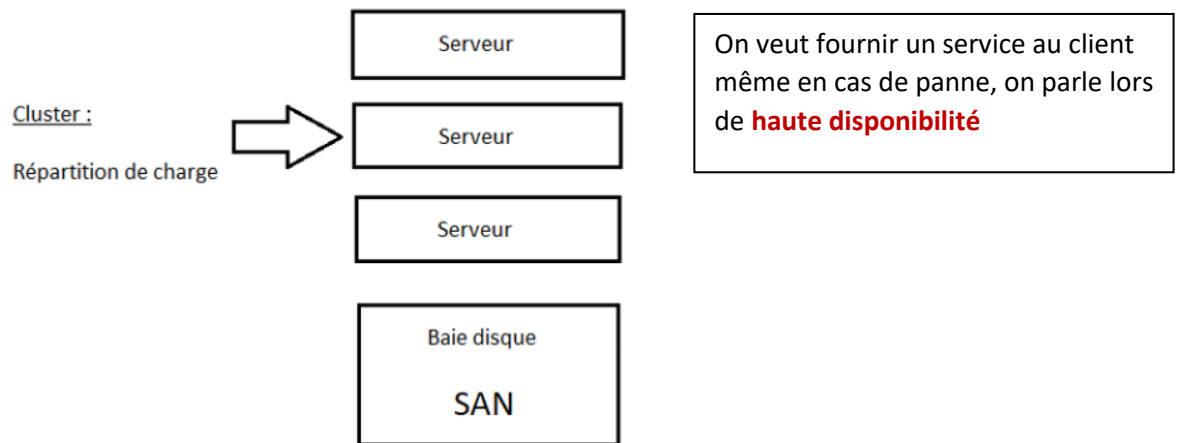 Serveur
Cluster :
Serveur
Répartition de charge
Serveur
Baie disque
SAN
On veut fournir un service au client
même en cas de panne, on parle lors
de haute disponibilité